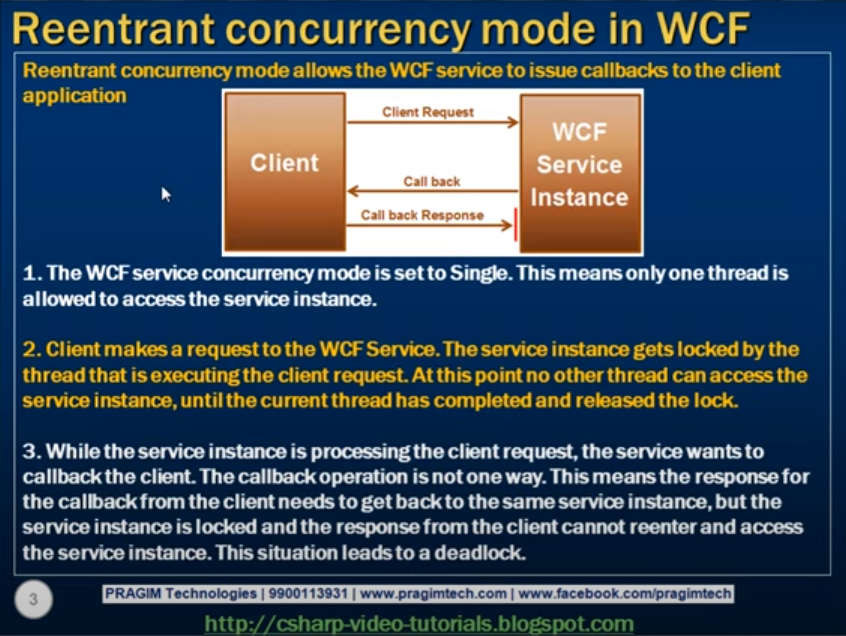 Reentrant concurrency mode in WCF
Reentrant concurrency mode allows the WCF service to issue callbacks to the client
application
Client
Client Request
Call back
Call back Response
WCF
Service
Instance
1. The WCF service concurrency mode is set to Single. This means only one thread is
allowed to access the service instance.
2. Client makes a request to the WCF Service. The service instance gets locked by the
thread that is executing the client request. At this point no other thread can access the
service instance, until the current thread has completed and released the lock.
3. While the service instance is processing the client request, the service wants to
callback the client. The callback operation is not one way. This means the response for
the callback from the client needs to get back to the same service instance, but the
service instance is locked and the response from the client cannot reenter and access
the service instance. This situation leads to a deadlock.
3
PRAGIM Technologies | 9900113931 | www.pragimtech.com | www.facebook.com/pragimtech
http://csharp-video-tutorials.blogspot.com